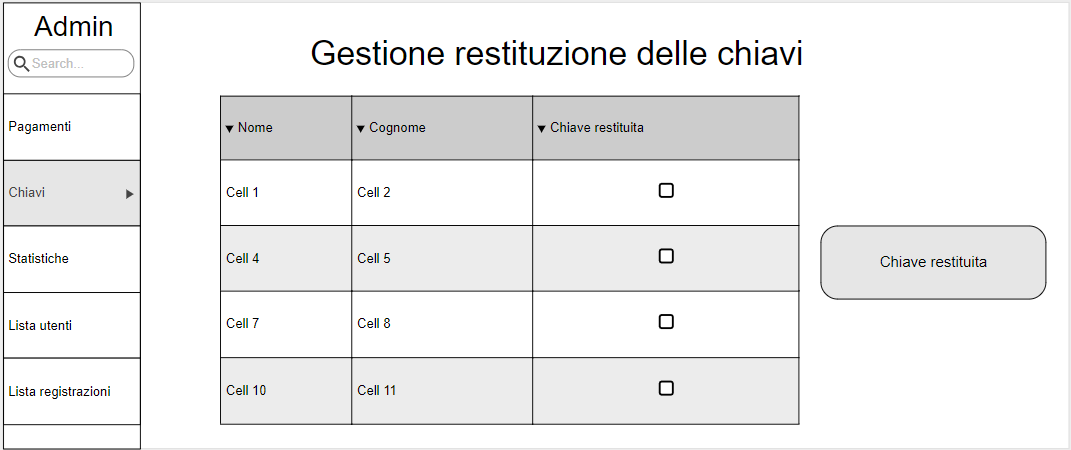 Admin
Search...
Pagamenti
Chiavi
Statistiche
Lista utenti
Lista registrazioni
Gestione restituzione delle chiavi
Nome Cognome Chiave restituita
Cell 1 Cell 2
Cell 4 Cell 5
Cell 7 Cell 8
Cell 10 Cell 11
Chiave restituita